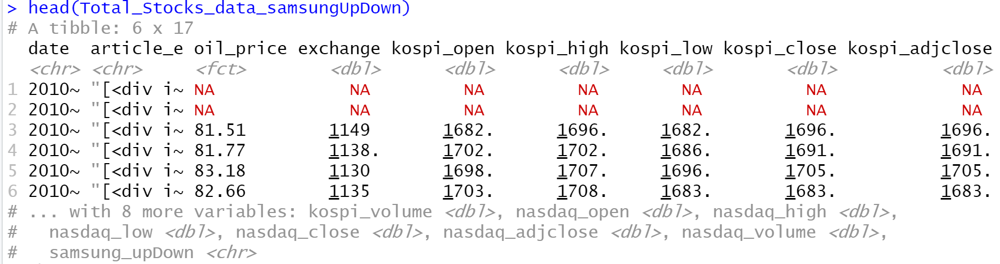 > head(Total_Stocks_data_samsungUpDown)
# A tibble: 6 x 17
  date  article_e oil_price exchange kospi_open kospi_high kospi_low kospi_close kospi_adjclose
  <chr> <chr>     <fct>        <dbl>      <dbl>      <dbl>     <dbl>       <dbl>          <dbl>
1 2010~ "[<div i~ NA             NA         NA         NA        NA          NA             NA
2 2010~ "[<div i~ NA             NA         NA         NA        NA          NA             NA
3 2010~ "[<div i~ 81.51        1149       1682.      1696.     1682.       1696.          1696.
4 2010~ "[<div i~ 81.77        1138.      1702.      1702.     1686.       1691.          1691.
5 2010~ "[<div i~ 83.18        1130       1698.      1707.     1696.       1705.          1705.
6 2010~ "[<div i~ 82.66        1135       1703.      1708.     1683.       1683.          1683.
# ... with 8 more variables: kospi_volume <dbl>, nasdaq_open <dbl>, nasdaq_high <dbl>,
#   nasdaq_low <dbl>, nasdaq_close <dbl>, nasdaq_adjclose <dbl>, nasdaq_volume <dbl>,
#   samsung_upDown <chr>